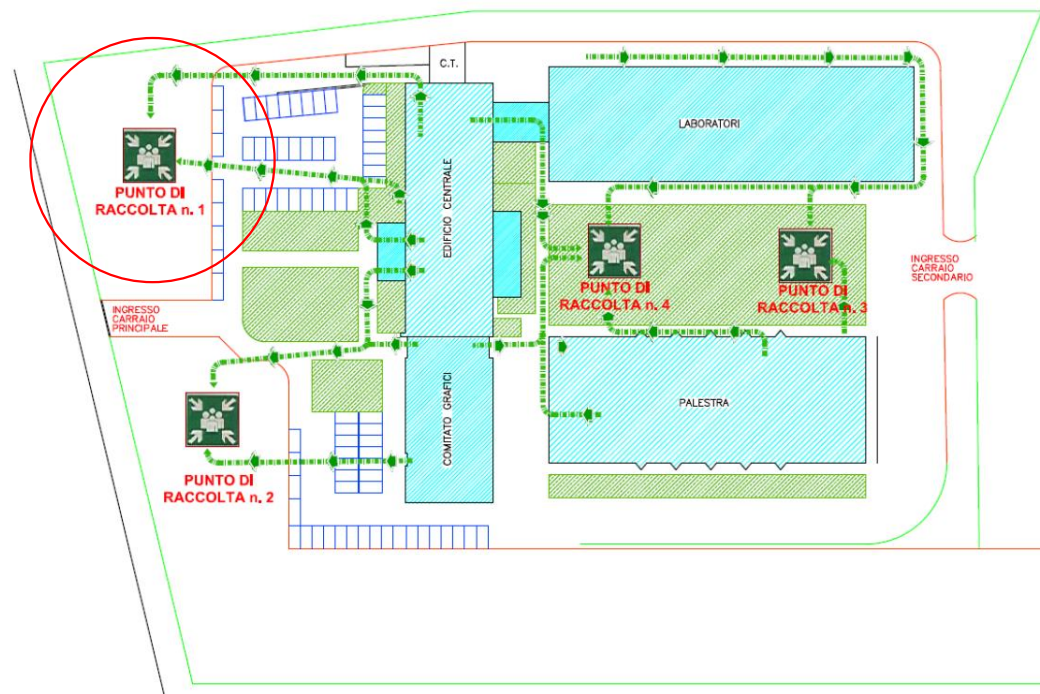 C.T.
LABORATORI
PUNTO DI
RACCOLTA n. 1
EDIFICIO CENTRALE
PUNTO DI
RACCOLTA n. 4
PUNTO DI
RACCOLTA n. 3
INGRESSO
CARRAIO
SECONDARIO
INGRESSO
CARRAIO
PRINCIPALE
COMITATO GRAFICI
PALESTRA
PUNTO DI
RACCOLTA n. 2